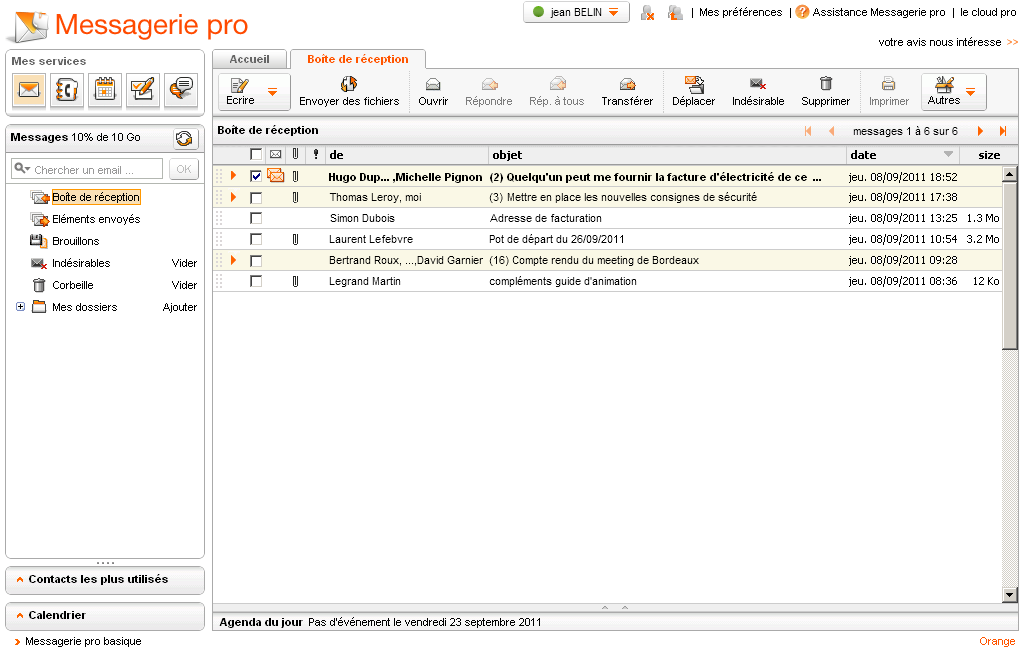 Messagerie pro
jean BELIN
| Mes préférences | Assistance Messagerie pro | le cloud pro
votre avis nous intéresse >>
Mes services
Messages 10% de 10 Go
Chercher un email ... OK
Boîte de réception
Eléments envoyés
Brouillons
Indésirables Vider
Corbeille Vider
Mes dossiers Ajouter
Contacts les plus utilisés
Calendrier
Messagerie pro basique
Accueil Boîte de réception
Ecrire Envoyer des fichiers Ouvrir Répondre Rép. à tous Transférer Déplacer Indésirable Supprimer Imprimer Autres
Boîte de réception messages 1 à 6 sur 6
! de objet date size
Hugo Dup... ,Michelle Pignon (2) Quelqu'un peut me fournir la facture d'électricité de ce ... jeu. 08/09/2011 18:52
Thomas Leroy, moi (3) Mettre en place les nouvelles consignes de sécurité jeu. 08/09/2011 17:38
Simon Dubois Adresse de facturation jeu. 08/09/2011 13:25 1.3 Mo
Laurent Lefebvre Pot de départ du 26/09/2011 jeu. 08/09/2011 10:54 3.2 Mo
Bertrand Roux, ...,David Garnier (16) Compte rendu du meeting de Bordeaux jeu. 08/09/2011 09:28
Legrand Martin compléments guide d'animation jeu. 08/09/2011 08:36 12 Ko
Agenda du jour Pas d'événement le vendredi 23 septembre 2011
Orange